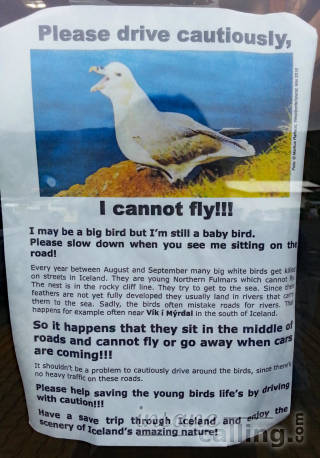 Please drive cautiously,
I cannot fly!!!
I may be a big bird but I'm still a baby bird.
Please slow down when you see me sitting on the
road!
Every year between August and September many big white birds get killed
on streets in Iceland. They are young Northern Fulmars which cannot fly.
The nest is in the rocky cliff line. They try to get to the sea. Since their
feathers are not yet fully developed they usually land in rivers that carry
them to the sea. Sadly, the birds often mistake roads for rivers. That
happens for example often near Vík í Mýrdal in the south of Iceland.
So it happens that they sit in the middle of
roads and cannot fly or go away when cars
are coming!!!
It shouldn't be a problem to cautiously drive around the birds, since there's
no heavy traffic on these roads.
Please help saving the young birds life's by driving
with caution!!!
Have a save trip through Iceland and enjoy the
scenery of Iceland's amazing nature!
calling.com